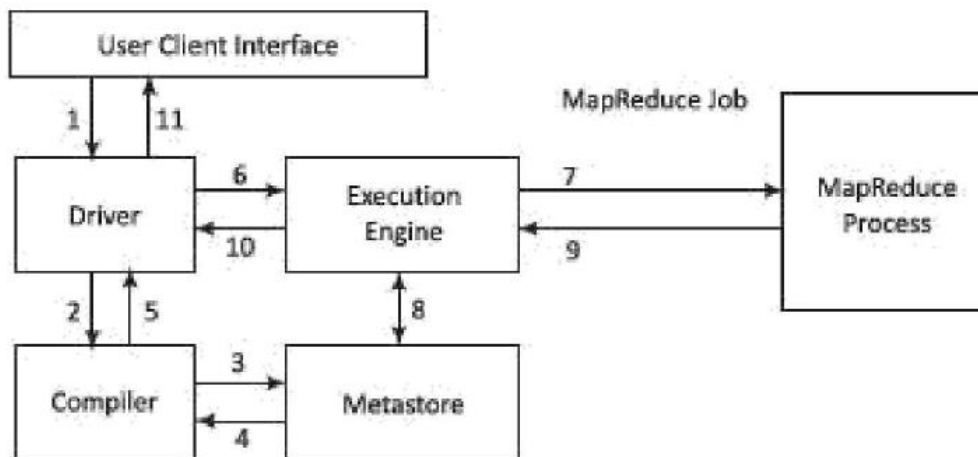 User Client Interface
1
11
MapReduce Job
Driver
6
10
Execution
Engine
7
9
MapReduce
Process
2
5
8
Compiler
3
4
Metastore